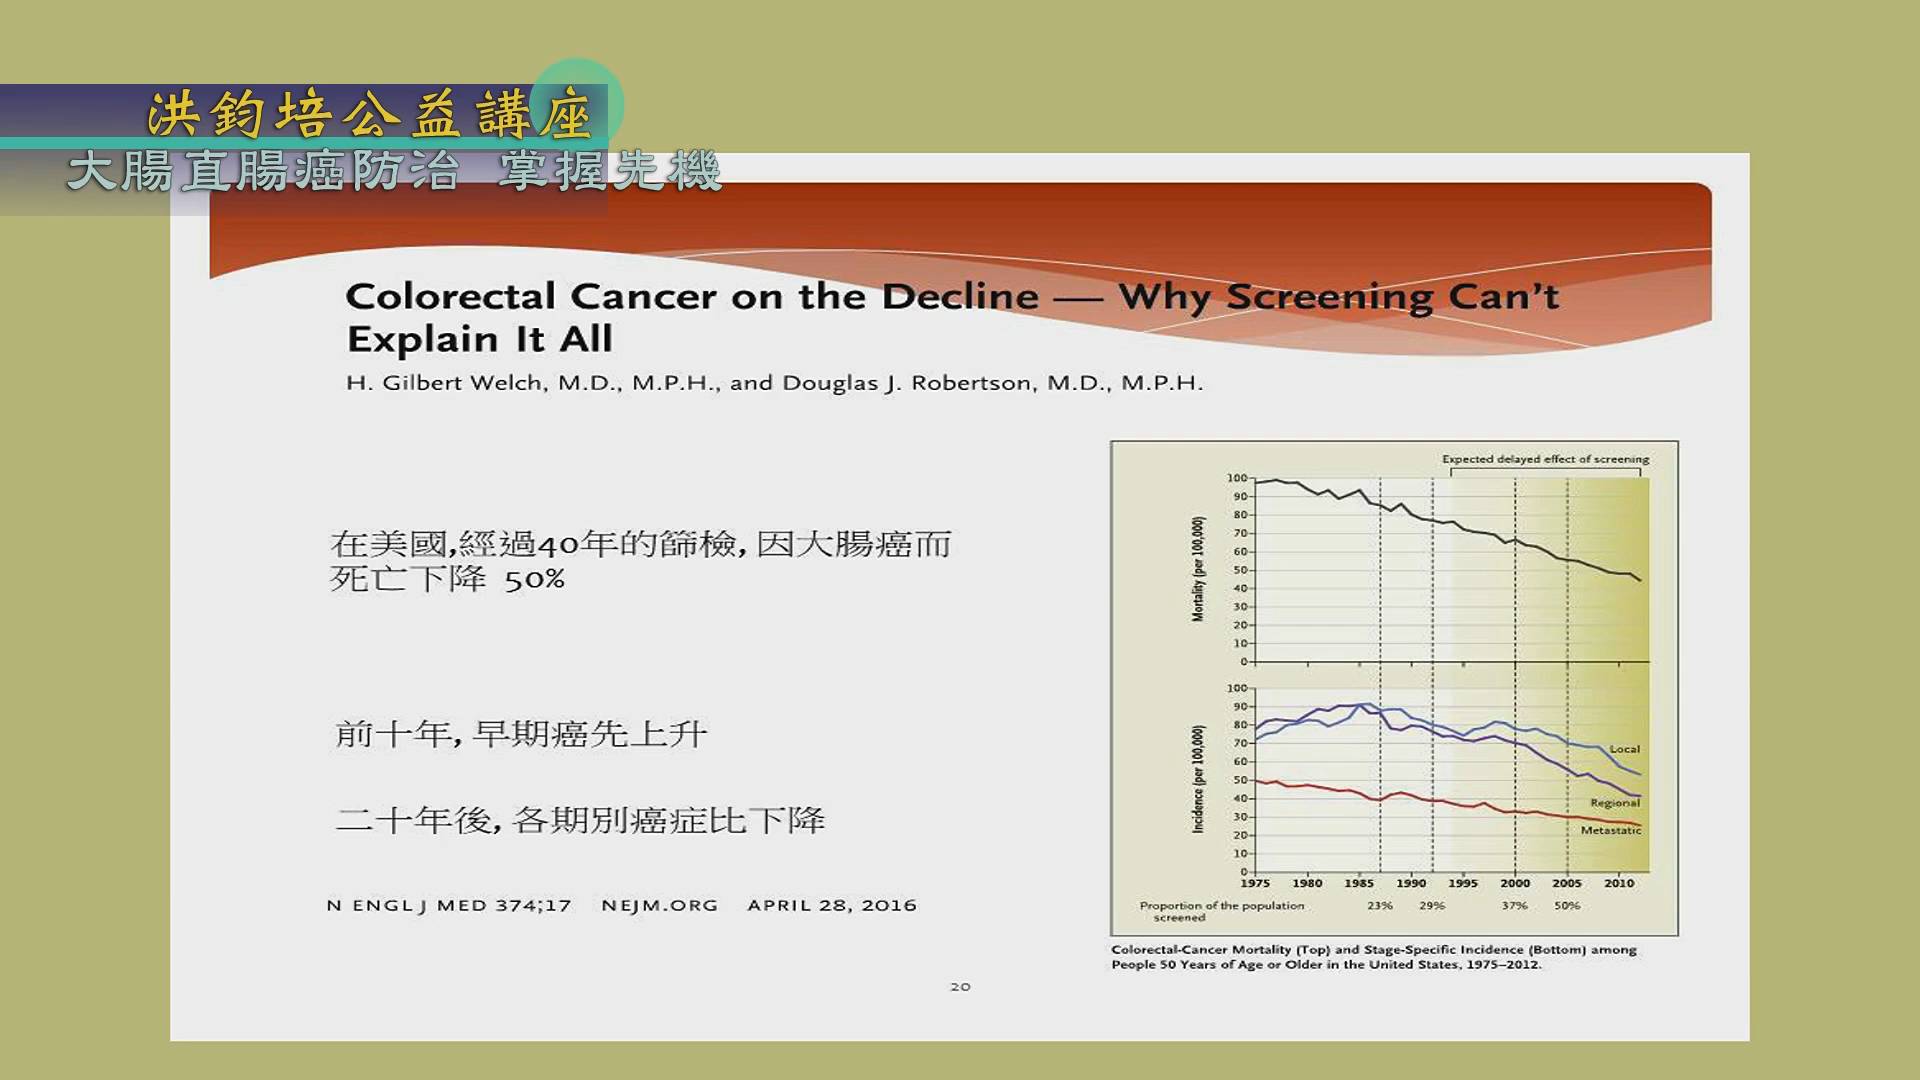 洪鈞培公益講座
大腸直腸癌防治 掌握先機
Colorectal Cancer on the Decline — Why Screening Can't
Explain It All
H. Gilbert Welch, M.D., M.P.H., and Douglas J. Robertson, M.D., M.P.H.
在美國,經過40年的篩檢, 因大腸癌而
死亡下降 50%
前十年, 早期癌先上升
二十年後, 各期別癌症比下降
N ENGL J MED 374;17 NEJM.ORG APRIL 28, 2016
Expected delayed effect of screening
Mortality (per 100,000)
100
90
80
70
60
50
40
30
20
10
0
Incidence (per 100,000)
100
90
80
70
60
50
40
30
20
10
0
Local
Regional
Metastatic
1975 1980 1985 1990 1995 2000 2005 2010
Proportion of the population 23% 29% 37% 50%
screened
Colorectal-Cancer Mortality (Top) and Stage-Specific Incidence (Bottom) among
People 50 Years of Age or Older in the United States, 1975–2012.
20